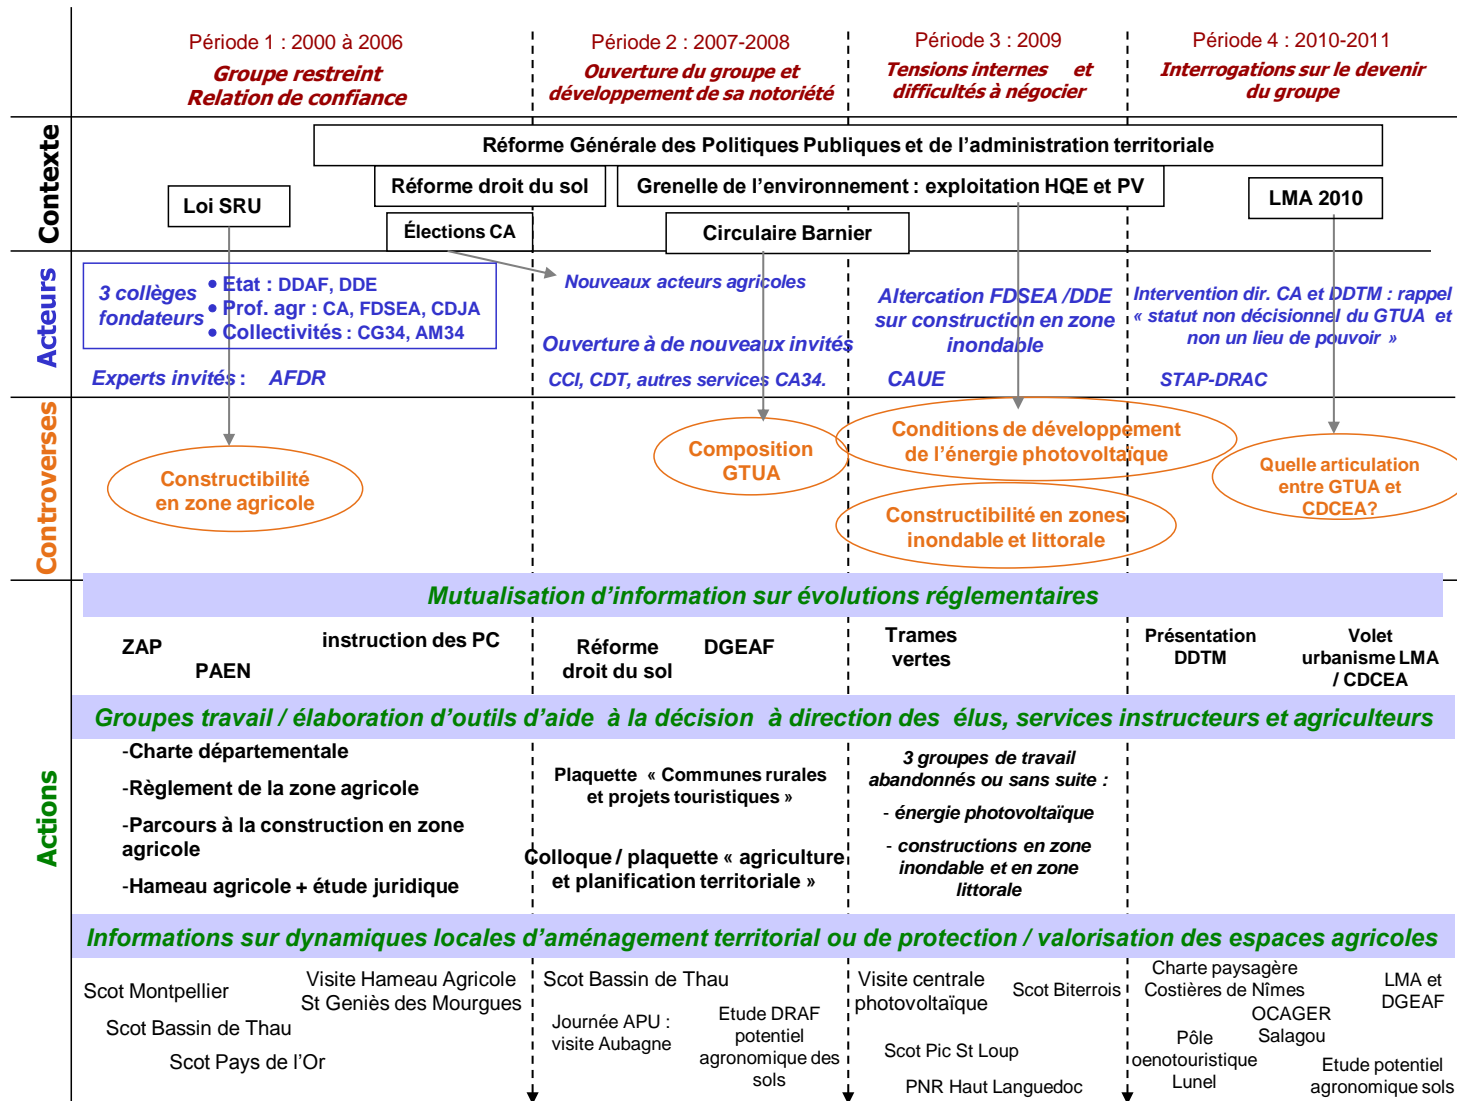 Période 1 : 2000 à 2006
Groupe restreint
Relation de confiance
Période 2 : 2007-2008
Ouverture du groupe et
développement de sa notoriété
Période 3 : 2009
Tensions internes et
difficultés à négocier
Période 4 : 2010-2011
Interrogations sur le devenir
du groupe
Contexte
Réforme Générale des Politiques Publiques et de l'administration territoriale
Loi SRU
Réforme droit du sol
Grenelle de l'environnement : exploitation HQE et PV
LMA 2010
Élections CA
Circulaire Barnier
Acteurs
3 collèges
fondateurs
• Etat : DDAF, DDE
• Prof. agr : CA, FDSEA, CDJA
• Collectivités : CG34, AM34
Experts invités : AFDR
Nouveaux acteurs agricoles
Ouverture à de nouveaux invités
CCI, CDT, autres services CA34.
Altercation FDSEA /DDE
sur construction en zone
inondable
CAUE
Intervention dir. CA et DDTM : rappel
« statut non décisionnel du GTUA et
non un lieu de pouvoir »
STAP-DRAC
Controverses
Constructibilité
en zone agricole
Composition
GTUA
Conditions de développement
de l'énergie photovoltaïque
Constructibilité en zones
inondable et littorale
Quelle articulation
entre GTUA et
CDCEA?
Actions
Mutualisation d'information sur évolutions réglementaires
ZAP
PAEN
instruction des PC
Réforme
droit du sol
DGEAF
Trames
vertes
Présentation
DDTM
Volet
urbanisme LMA
/ CDCEA
Groupes travail / élaboration d'outils d'aide à la décision à direction des élus, services instructeurs et agriculteurs
-Charte départementale
-Règlement de la zone agricole
-Parcours à la construction en zone
agricole
-Hameau agricole + étude juridique
Plaquette « Communes rurales
et projets touristiques »
Colloque / plaquette « agriculture
et planification territoriale »
3 groupes de travail
abandonnés ou sans suite :
- énergie photovoltaïque
- constructions en zone
inondable et en zone
littorale
Informations sur dynamiques locales d'aménagement territorial ou de protection / valorisation des espaces agricoles
Scot Montpellier
Visite Hameau Agricole
St Geniès des Mourgues
Scot Bassin de Thau
Scot Pays de l'Or
Scot Bassin de Thau
Journée APU :
visite Aubagne
Etude DRAF
potentiel
agronomique des
sols
Visite centrale
photovoltaïque
Scot Biterrois
Scot Pic St Loup
PNR Haut Languedoc
Charte paysagère
Costières de Nîmes
LMA et
DGEAF
OCAGER
Salagou
Pôle
oenotouristique
Lunel
Etude potentiel
agronomique sols